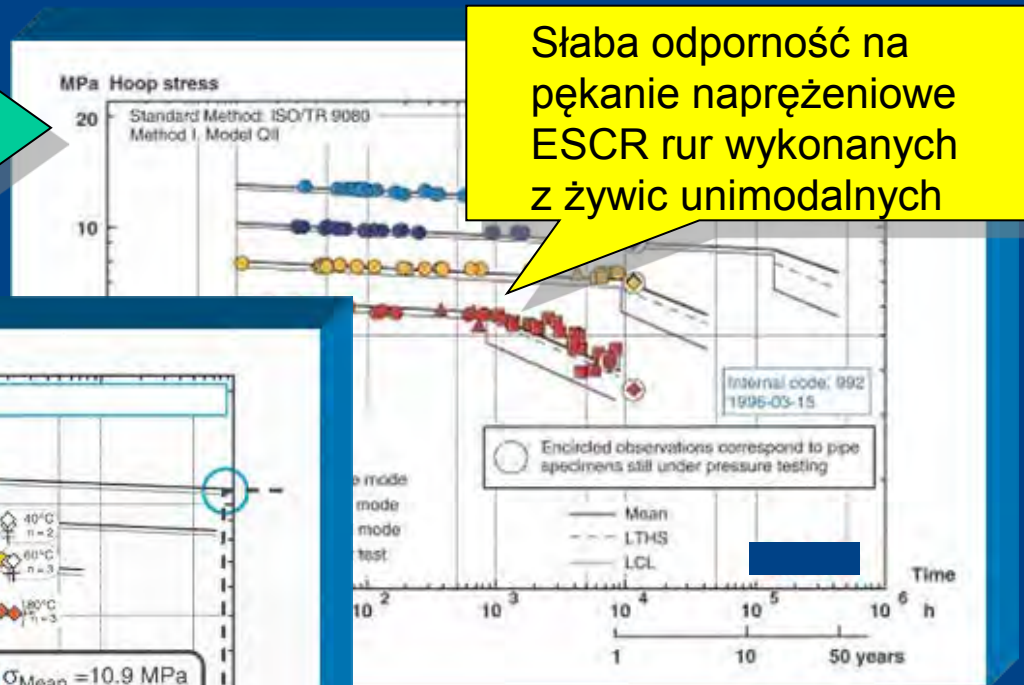 Słaba odporność na
pękanie naprężeniowe
ESCR rur wykonanych
z żywic unimodalnych
MPa Hoop stress
20
Standard Method: ISO/TR 9080
Method I. Model QII
10
Internal code: 992
1996-03-15
Encircled observations correspond to pipe
specimens still under pressure testing
mode
mode
mode
test
Mean
LTHS
LCL
Time
10 2
10 3
10 4
10 5
10 6 h
1 10 50 years
40°C
n=2
60°C
n=3
80°C
n=3
σMean =10.9 MPa